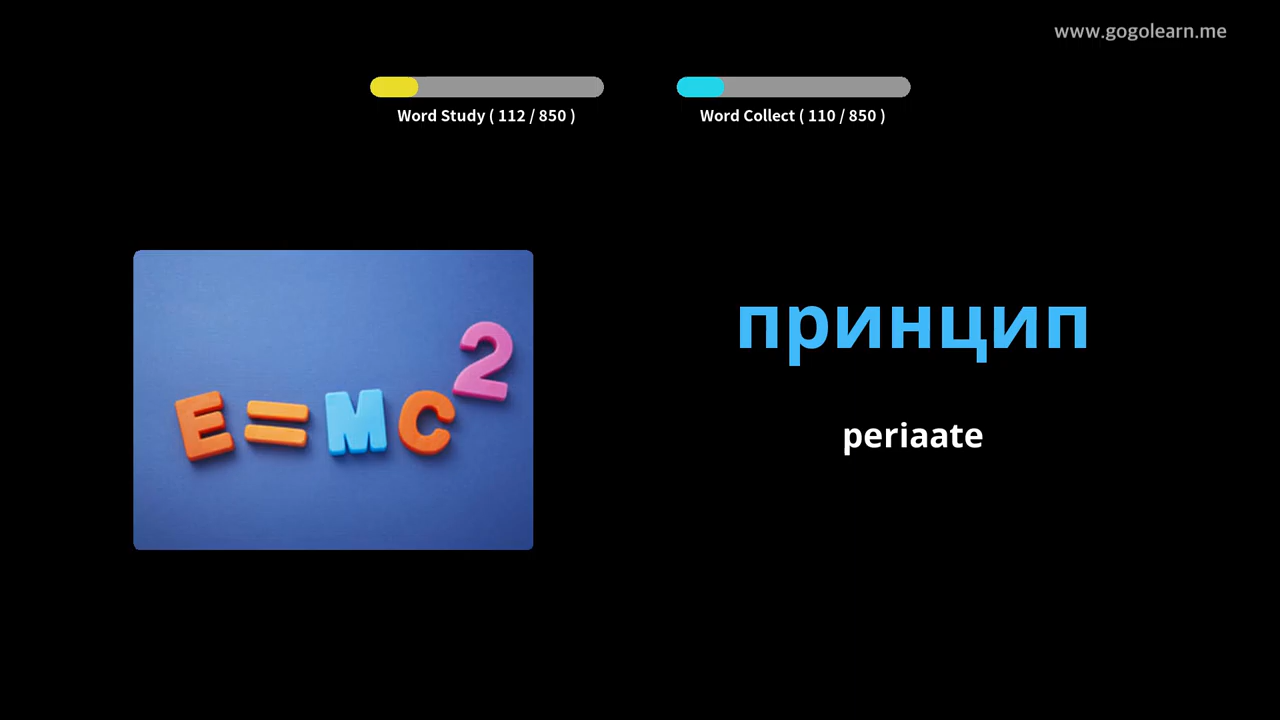 www.gogolearn.me
Word Study ( 112 / 850 )
Word Collect ( 110 / 850 )
E=MC²
принцип
periaate